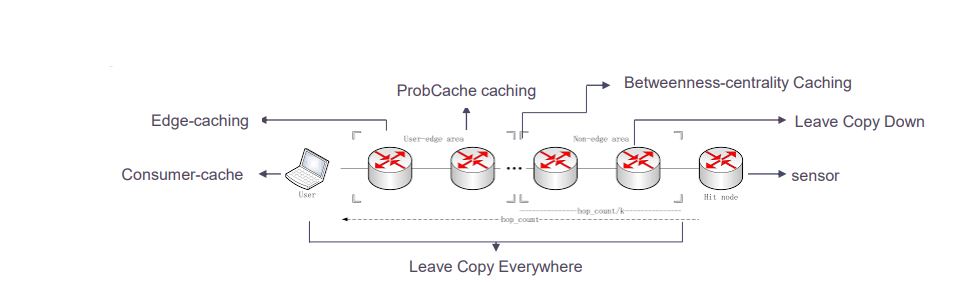 Betweenness-centrality Caching
ProbCache caching
Edge-caching
Leave Copy Down
User-edge area
Non-edge area
...
Consumer-cache
sensor
User
Hit node
hop_count/k
hop_count
Leave Copy Everywhere